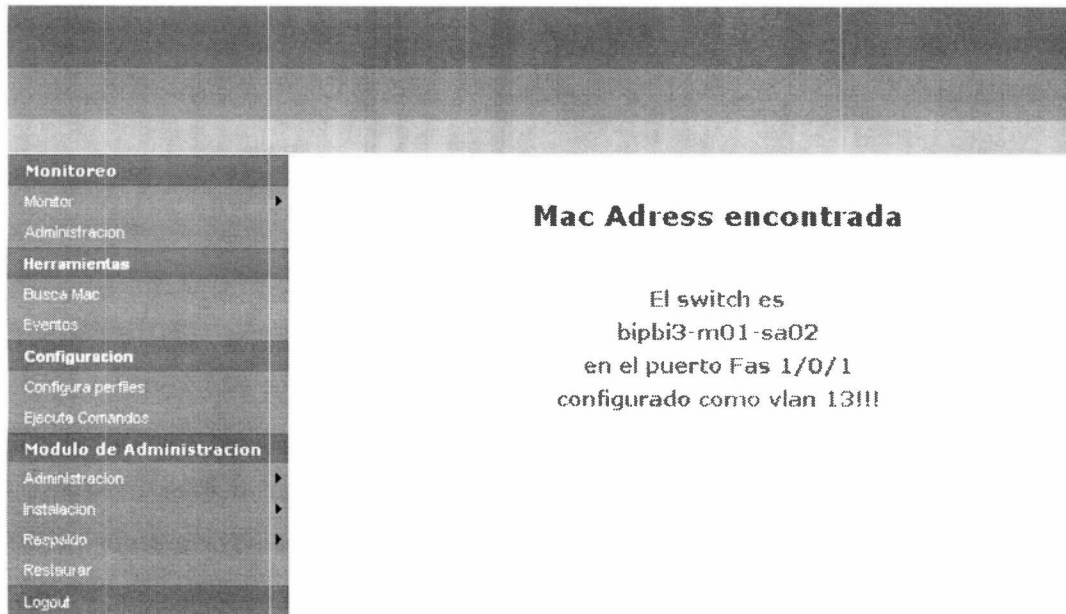 Monitoreo
Monitor
Administracion
Herramientas
Busca Mac
Eventos
Configuracion
Configura perfiles
Ejecuta Comandos
Modulo de Administracion
Administracion
Instalacion
Respaldo
Restaurar
Logout
Mac Adress encontrada
El switch es
bipbi3-m01-sa02
en el puerto Fas 1/0/1
configurado como vlan 13!!!